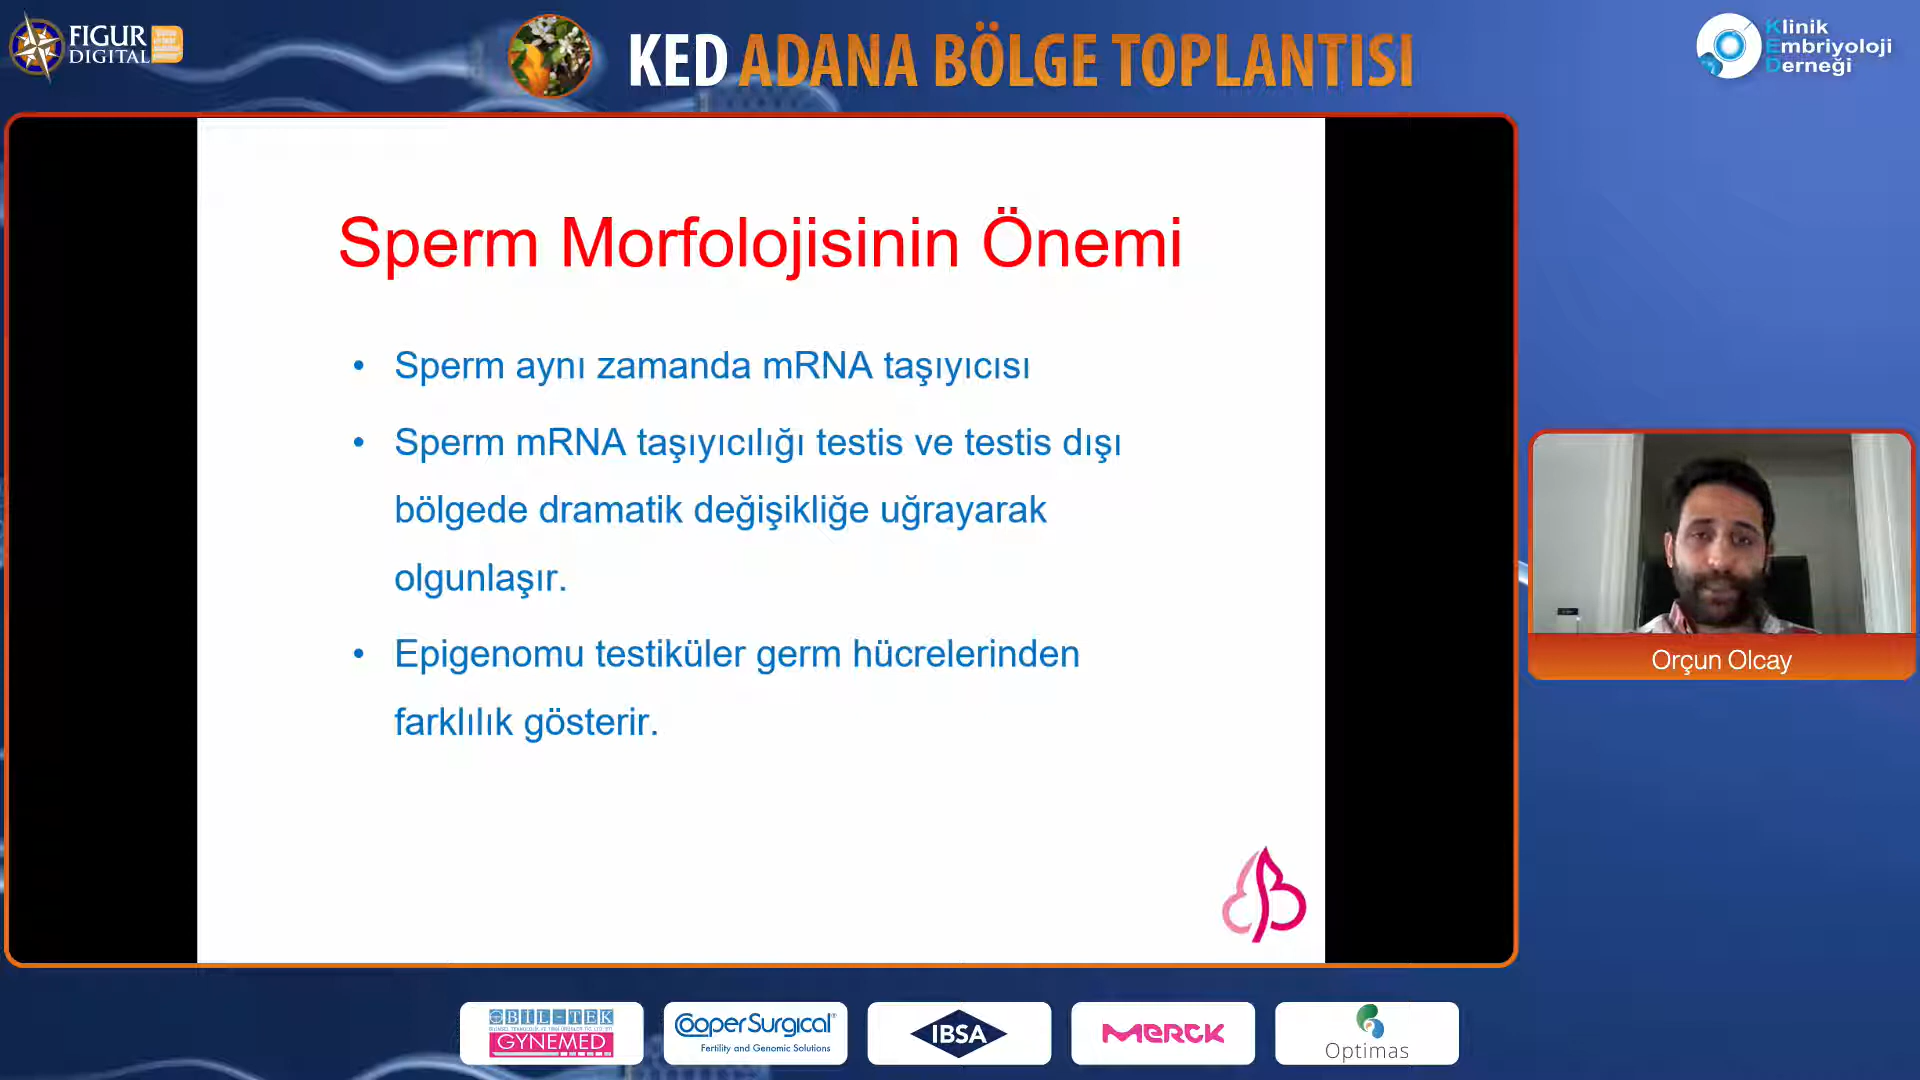 FIGUR
DIGITAL
KED ADANA BÖLGE TOPLANTISI
Klinik
Embriyoloji
Derneği
Sperm Morfolojisinin Önemi
• Sperm aynı zamanda mRNA taşıyıcısı
• Sperm mRNA taşıyıcılığı testis ve testis dışı
bölgede dramatik değişikliğe uğrayarak
olgunlaşır.
• Epigenomu testiküler germ hücrelerinden
farklılık gösterir.
Orçun Olcay
BIL-TEK
GYNEMED
CooperSurgical
Fertility and Genomic Solutions
IBSA
MERCK
Optimas